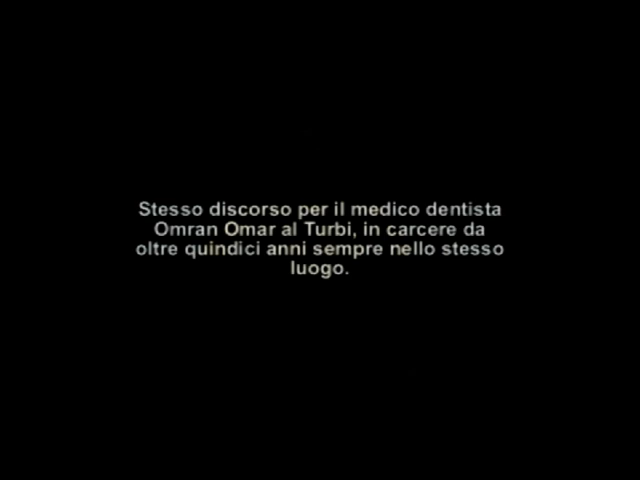 Stesso discorso per il medico dentista
Omran Omar al Turbi, in carcere da
oltre quindici anni sempre nello stesso
luogo.